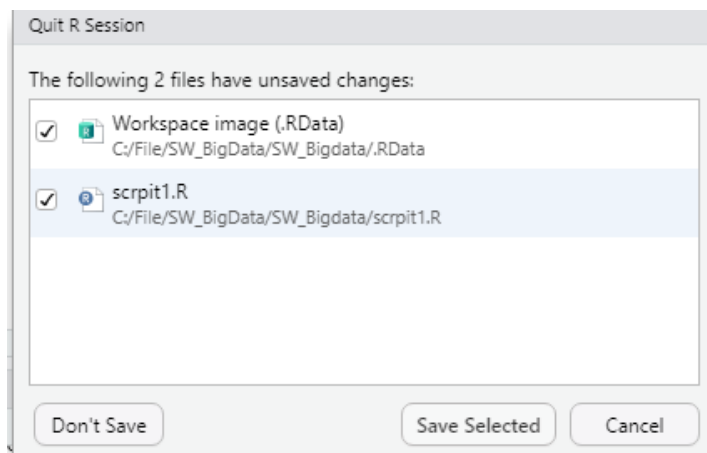 Quit R Session
The following 2 files have unsaved changes:
Workspace image (.RData)
C:/File/SW_BigData/SW_Bigdata/.RData
scrpit1.R
C:/File/SW_BigData/SW_Bigdata/scrpit1.R
Don't Save
Save Selected
Cancel